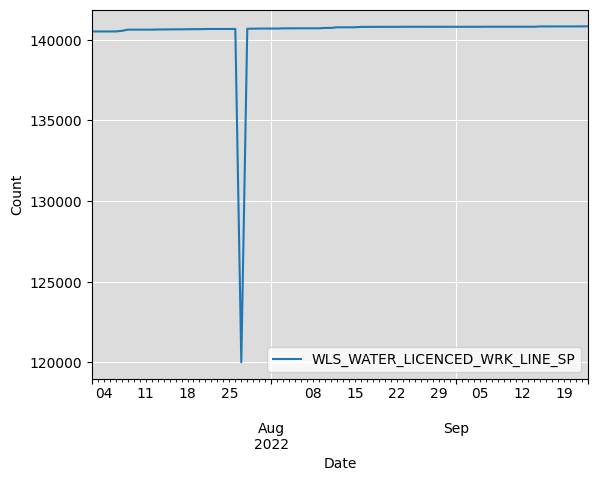 140000
135000
130000
125000
120000
Count
WLS_WATER_LICENCED_WRK_LINE_SP
04 11 18 25 08 15 22 29 05 12 19
Aug Sep
2022
Date